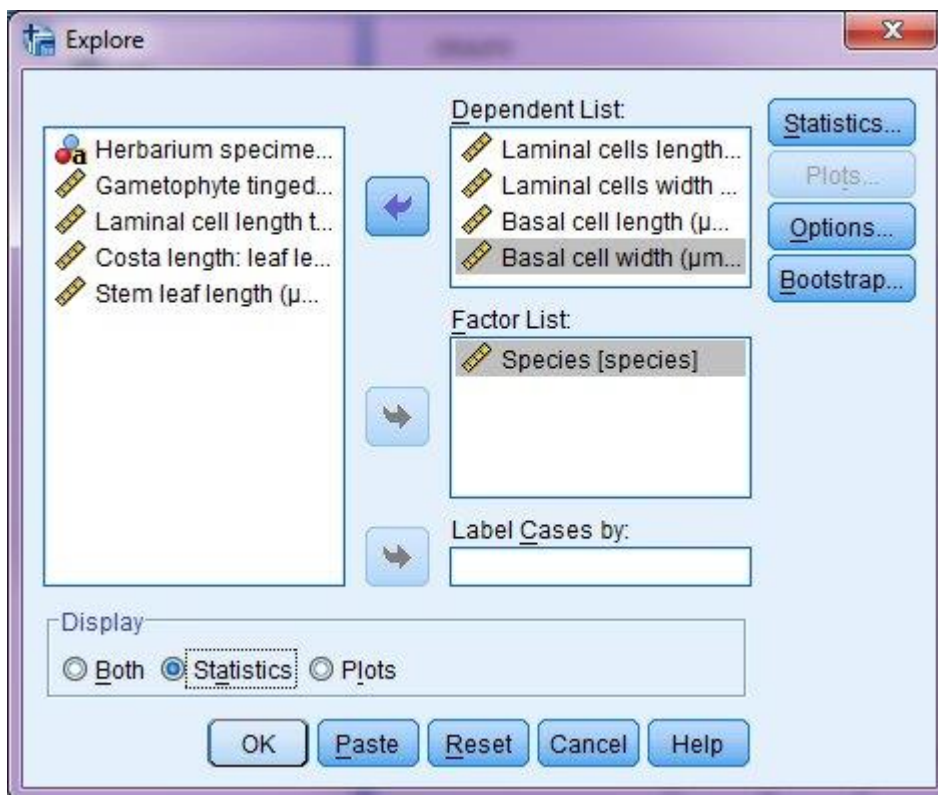 Explore
Herbarium specime...
Gametophyte tinged...
Laminal cell length t...
Costa length: leaf le...
Stem leaf length (μ...
Dependent List:
Laminal cells length...
Laminal cells width ...
Basal cell length (μ...
Basal cell width (μm...
Factor List:
Species [species]
Label Cases by:
Statistics...
Plots...
Options...
Bootstrap...
Display
Both Statistics Plots
OK Paste Reset Cancel Help